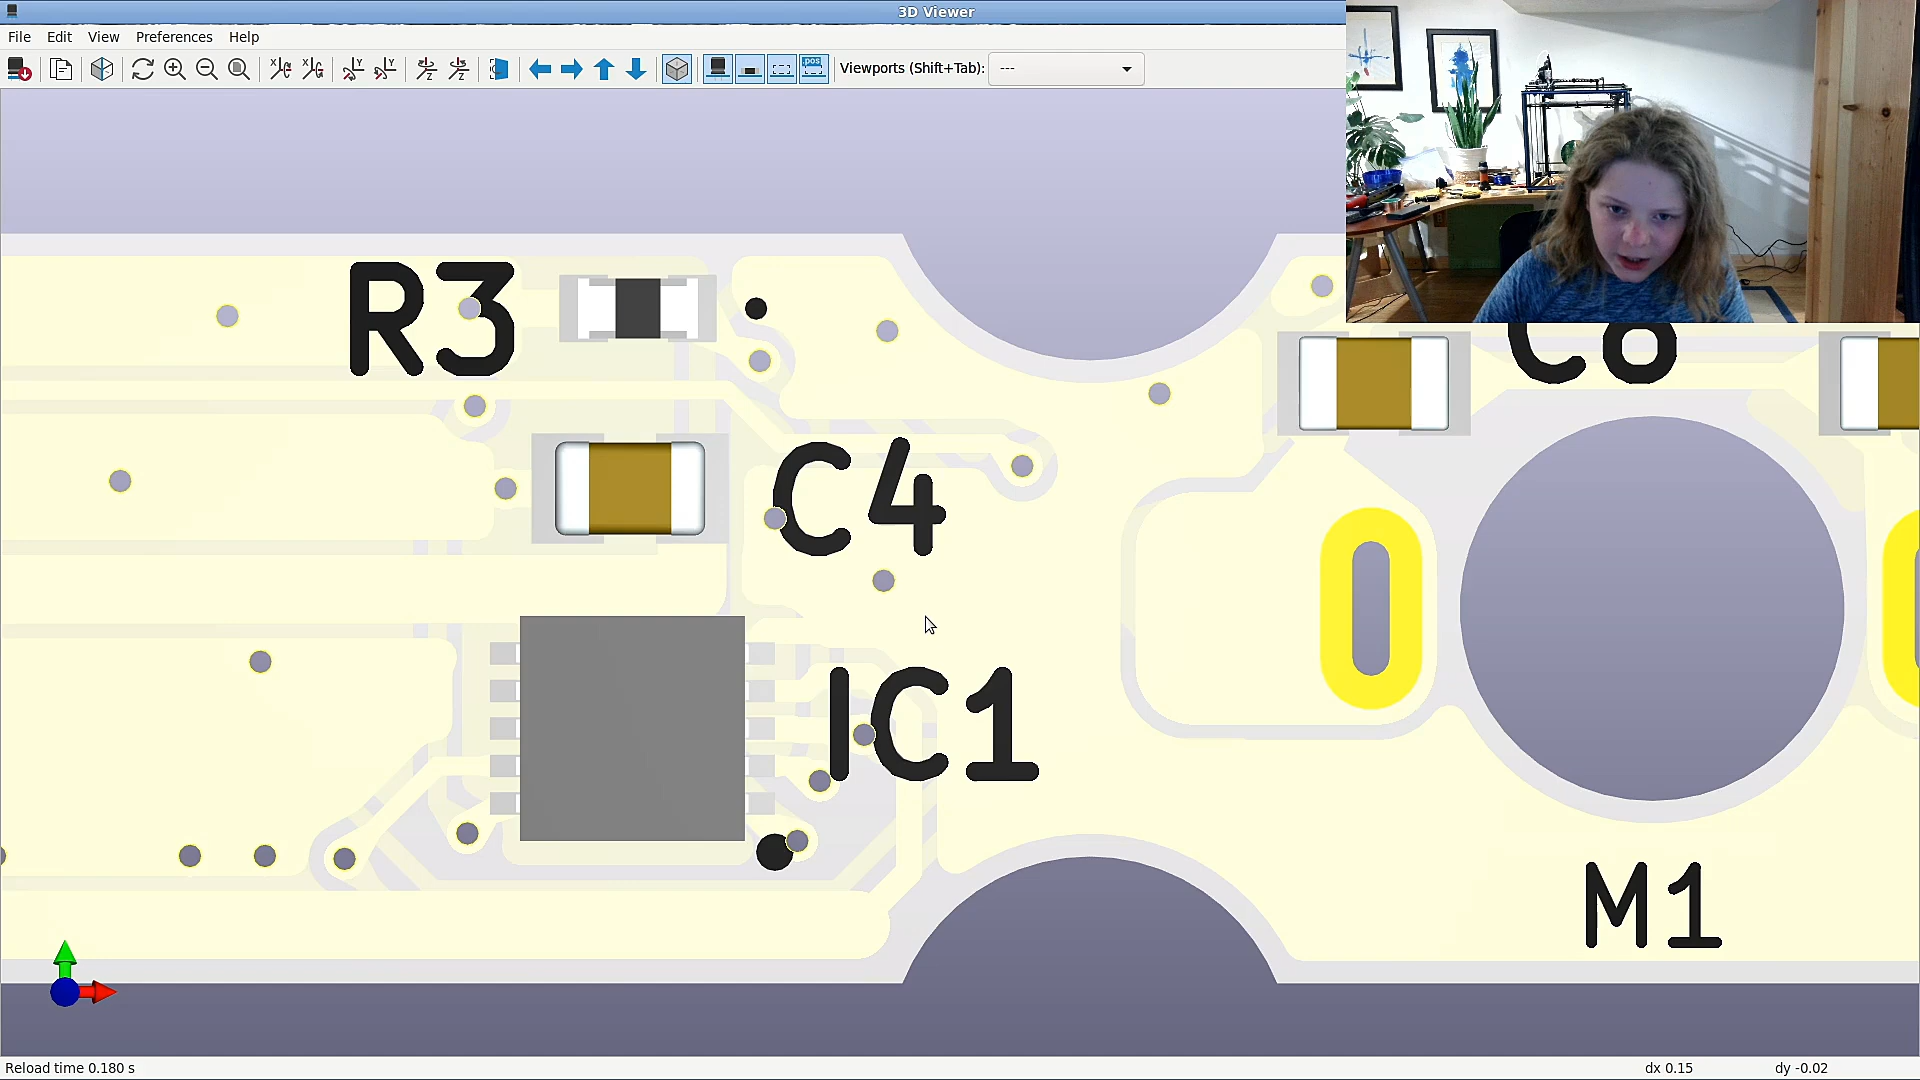 3D Viewer
File Edit View Preferences Help
Viewports (Shift+Tab): ---
R3
C4
C8
IC1
M1
Reload time 0.180 s
dx 0.15
dy -0.02